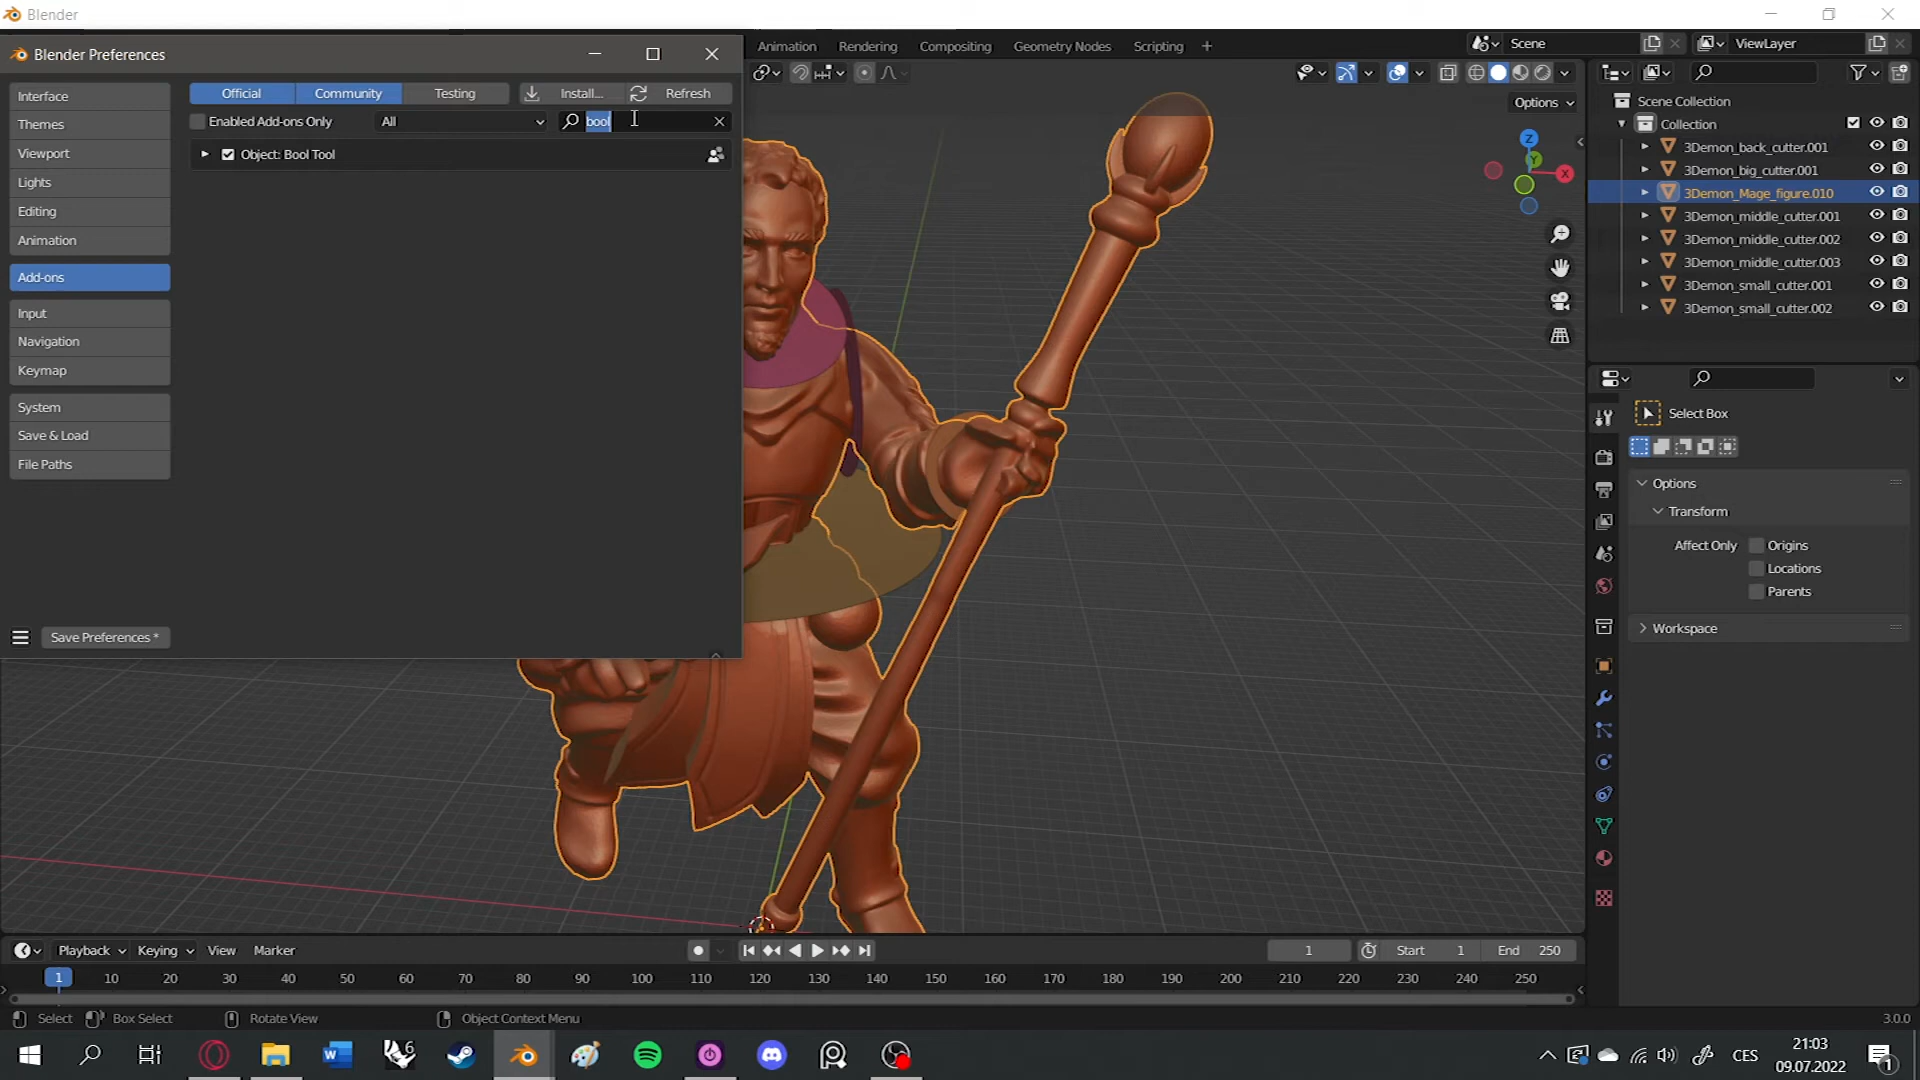 Blender
Blender Preferences
Animation Rendering Compositing Geometry Nodes Scripting +
Scene
ViewLayer
Interface
Themes
Viewport
Lights
Editing
Animation
Add-ons
Input
Navigation
Keymap
System
Save & Load
File Paths
Save Preferences *
Official Community Testing Install... Refresh
Enabled Add-ons Only All bool
Object: Bool Tool
Options
Z
Y
X
Scene Collection
Collection
3Demon_back_cutter.001
3Demon_big_cutter.001
3Demon_Mage_figure.010
3Demon_middle_cutter.001
3Demon_middle_cutter.002
3Demon_middle_cutter.003
3Demon_small_cutter.001
3Demon_small_cutter.002
Select Box
Options
Transform
Affect Only Origins
Locations
Parents
Workspace
Playback Keying View Marker 1 Start 1 End 250
1 10 20 30 40 50 60 70 80 90 100 110 120 130 140 150 160 170 180 190 200 210 220 230 240 250
Select Box Select Rotate View Object Context Menu 3.0.0
6
CES
21:03
09.07.2022
1